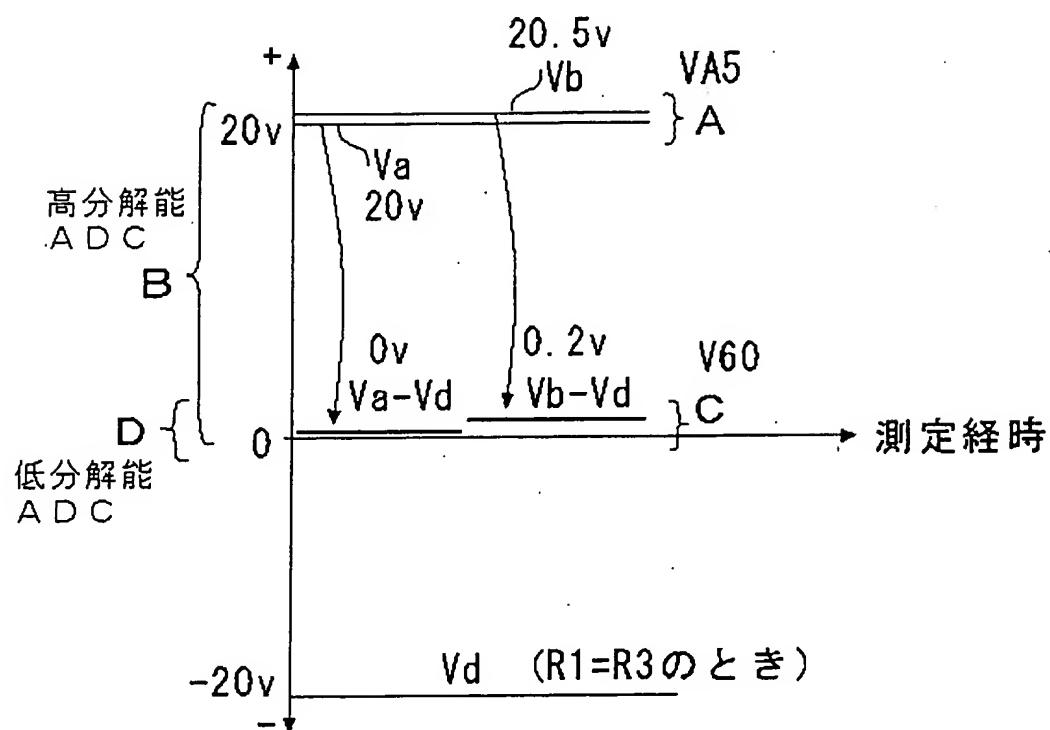 +
20.5v
Vb
VA5
A
20v
Va
20v
高分解能
ADC
B
0v
Va-Vd
0.2v
Vb-Vd
V60
C
D
0
測定経時
低分解能
ADC
-20v
Vd (R1=R3のとき)
-